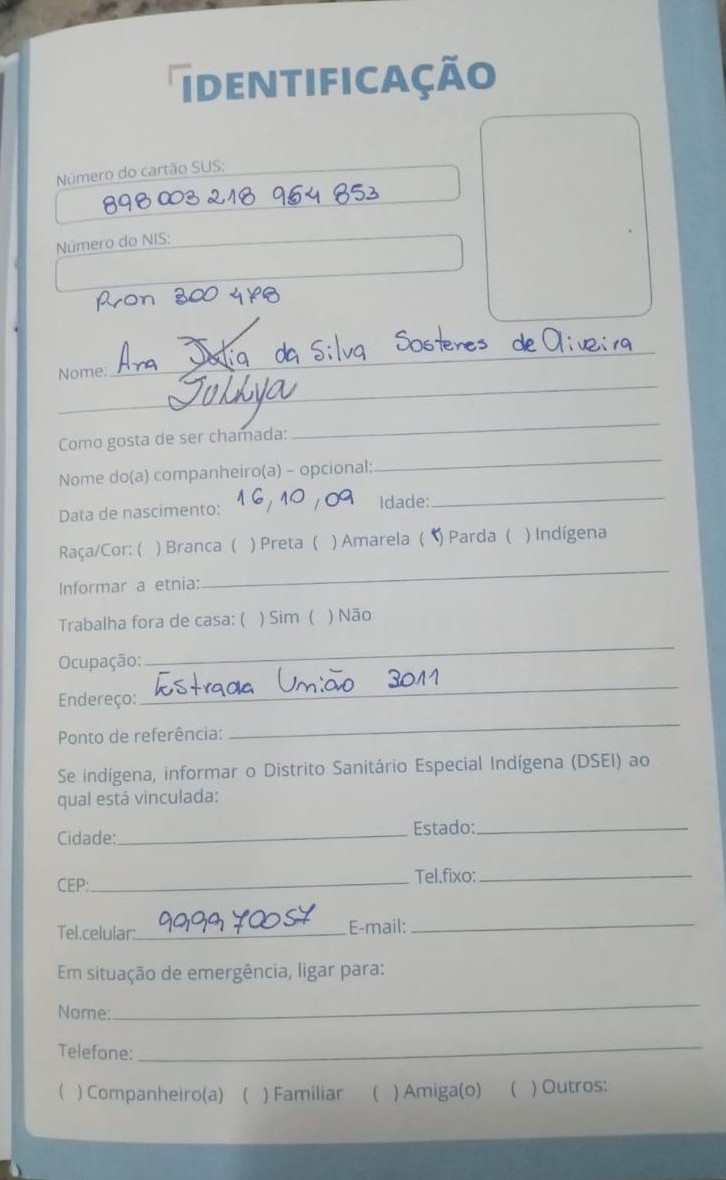 IDENTIFICAÇÃO
Número do cartão SUS:
898 003 218 964 853
Número do NIS:
Pron 300 478
Nome: Ana Julia da Silva Sosteres de Oliveira
Jullya
Como gosta de ser chamada:
Nome do(a) companheiro(a) – opcional:
Data de nascimento: 16, 10, 09 Idade:
Raça/Cor: ( ) Branca ( ) Preta ( ) Amarela (x) Parda ( ) Indígena
Informar a etnia:
Trabalha fora de casa: ( ) Sim ( ) Não
Ocupação:
Endereço: Estrada União 3011
Ponto de referência:
Se indígena, informar o Distrito Sanitário Especial Indígena (DSEI) ao
qual está vinculada:
Cidade: Estado:
CEP: Tel.fixo:
Tel.celular: 999970057 E-mail:
Em situação de emergência, ligar para:
Nome:
Telefone:
( ) Companheiro(a) ( ) Familiar ( ) Amiga(o) ( ) Outros: